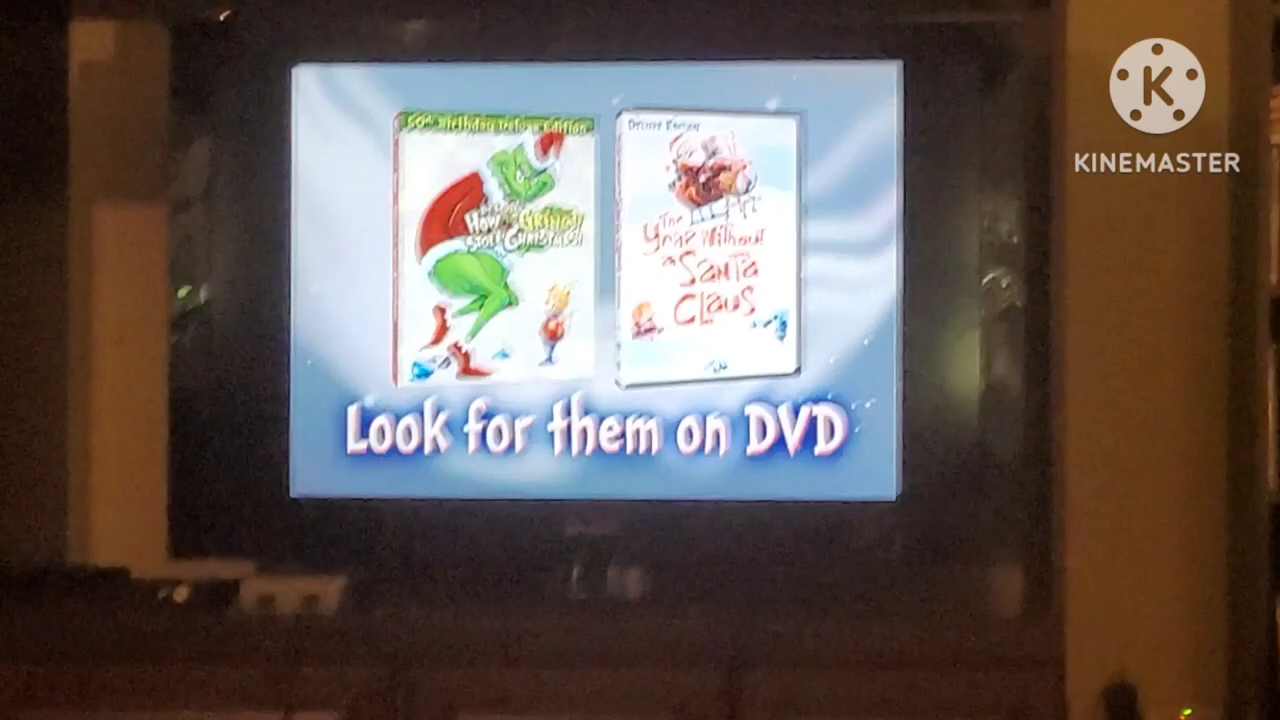 50th Birthday Deluxe Edition
HOW THE GRINCH
STOLE CHRISTMAS!
Deluxe Edition
The
Year Without
a
Santa
Claus
Look for them on DVD
K
KINEMASTER